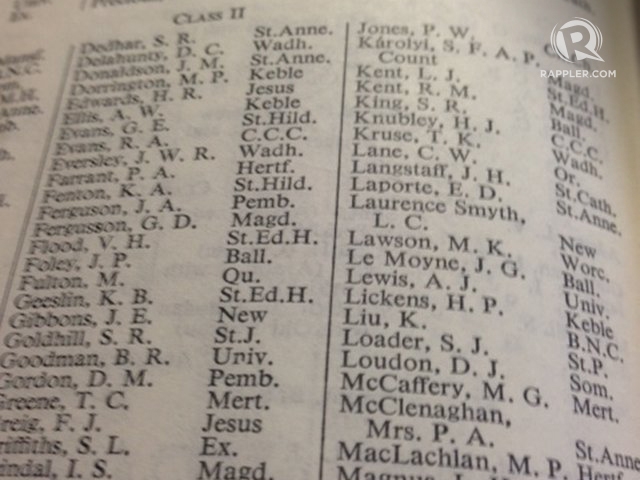 CLASS II
Dedhar, S. R. St.Anne.
Delahunty, D. C. Wadh.
Donaldson, J. M. St.Anne.
Dorrington, M. P. Keble
Edwards, H. R. Jesus
Ellis, A. W. Keble
Evans, G. E. St.Hild.
Evans, R. A. C.C.C.
Eversley, J. W. R. Wadh.
Farrant, P. A. Hertf.
Fenton, K. A. St.Hild.
Ferguson, J. A. Pemb.
Fergusson, G. D. Magd.
Flood, V. H. St.Ed.H.
Foley, J. P. Ball.
Fulton, M. Qu.
Geeslin, K. B. St.Ed.H.
Gibbons, J. E. New
Goldhill, S. R. St.J.
Goodman, B. R. Univ.
Gordon, D. M. Pemb.
Greene, T. C. Mert.
Greig, F. J. Jesus
riffiths, S. L. Ex.
indal, I. S. Magd.
Jones, P. W.
Károlyi, S. F. A. P.
Count Magd.
Kent, L. J. St.Ed.H.
Kent, R. M. Magd.
King, S. R. Ball.
Knubley, H. J. C.C.C.
Kruse, T. K. Wadh.
Lane, C. W. Or.
Langstaff, J. H. St.Cath.
Laporte, E. D. St.Anne.
Laurence Smyth,
L. C. New
Lawson, M. K. Worc.
Le Moyne, J. G. Ball.
Lewis, A. J. Univ.
Lickens, H. P. Keble
Liu, K. B.N.C.
Loader, S. J. St.P.
Loudon, D. J. Som.
McCaffery, M. G. Mert.
McClenaghan,
Mrs. P. A. St.Anne
MacLachlan, M. P. Hertf
R
RAPPLER.COM